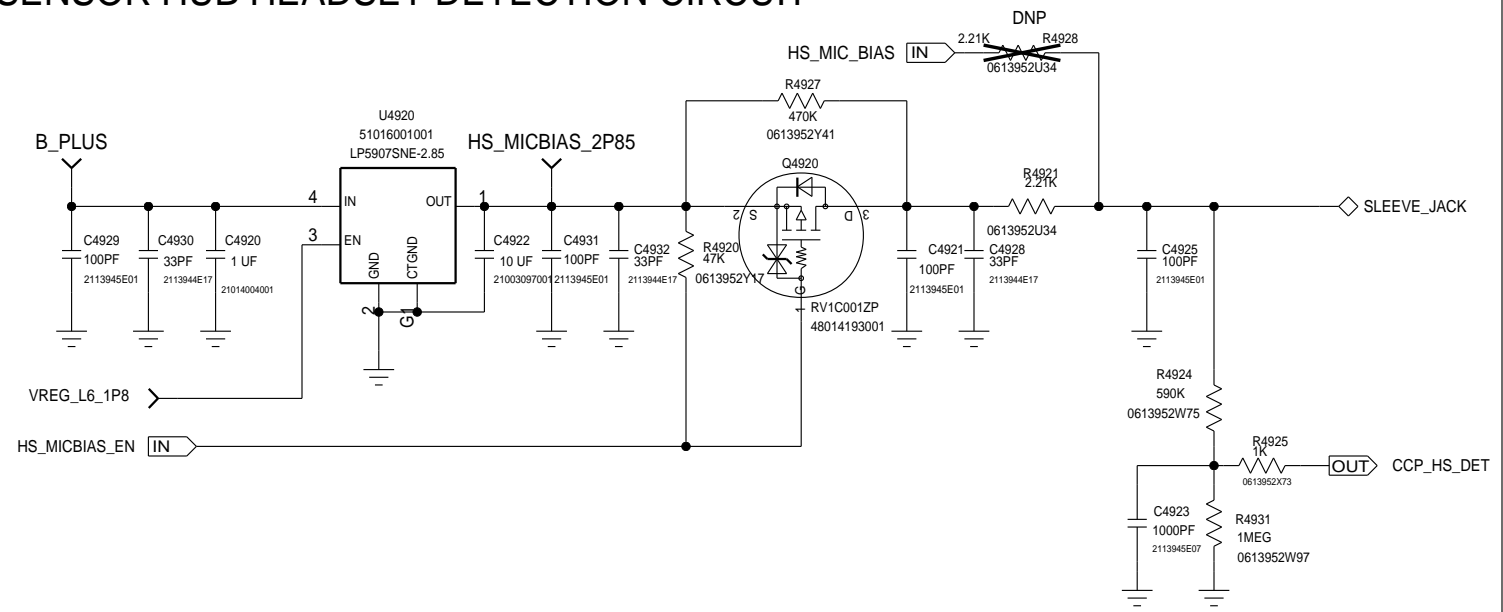 SENSOR HUB HEADSET DETECTION CIRCUIT
DNP
2.21K
R4928
HS_MIC_BIAS
IN
0613952U34
R4927
470K
0613952Y41
U4920
51016001001
LP5907SNE-2.85
B_PLUS
HS_MICBIAS_2P85
Q4920
4
IN
OUT
1
3
EN
GND
CTGND
2
G1
2
S
D
3
G
1
R4921
2.21K
0613952U34
SLEEVE_JACK
C4929
100PF
2113945E01
C4930
33PF
2113944E17
C4920
1 UF
21014004001
C4922
10 UF
21003097001
C4931
100PF
2113945E01
C4932
33PF
2113944E17
R4920
47K
0613952Y17
RV1C001ZP
48014193001
C4921
100PF
2113945E01
C4928
33PF
2113944E17
C4925
100PF
2113945E01
VREG_L6_1P8
HS_MICBIAS_EN
IN
R4924
590K
0613952W75
R4925
1K
0613952X73
OUT
CCP_HS_DET
C4923
1000PF
2113945E07
R4931
1MEG
0613952W97